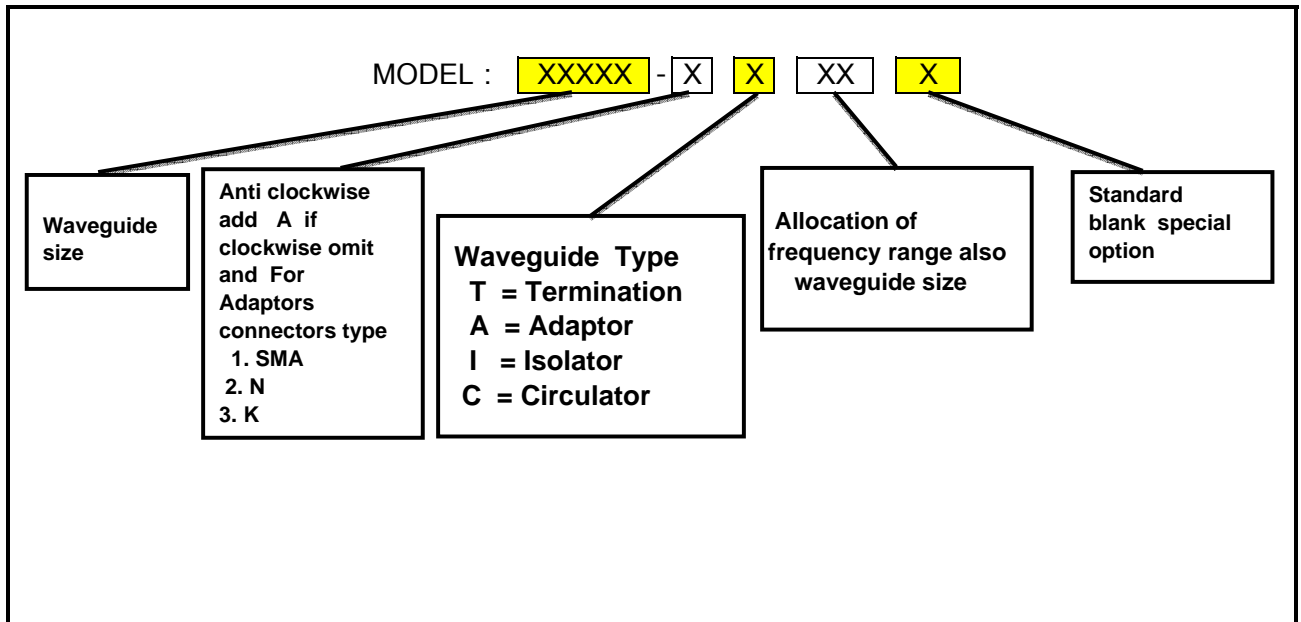 MODEL : XXXXX - X X XX X
Waveguide
size
Anti clockwise
add A if
clockwise omit
and For
Adaptors
connectors type
1. SMA
2. N
3. K
Waveguide Type
T = Termination
A = Adaptor
I = Isolator
C = Circulator
Allocation of
frequency range also
waveguide size
Standard
blank special
option